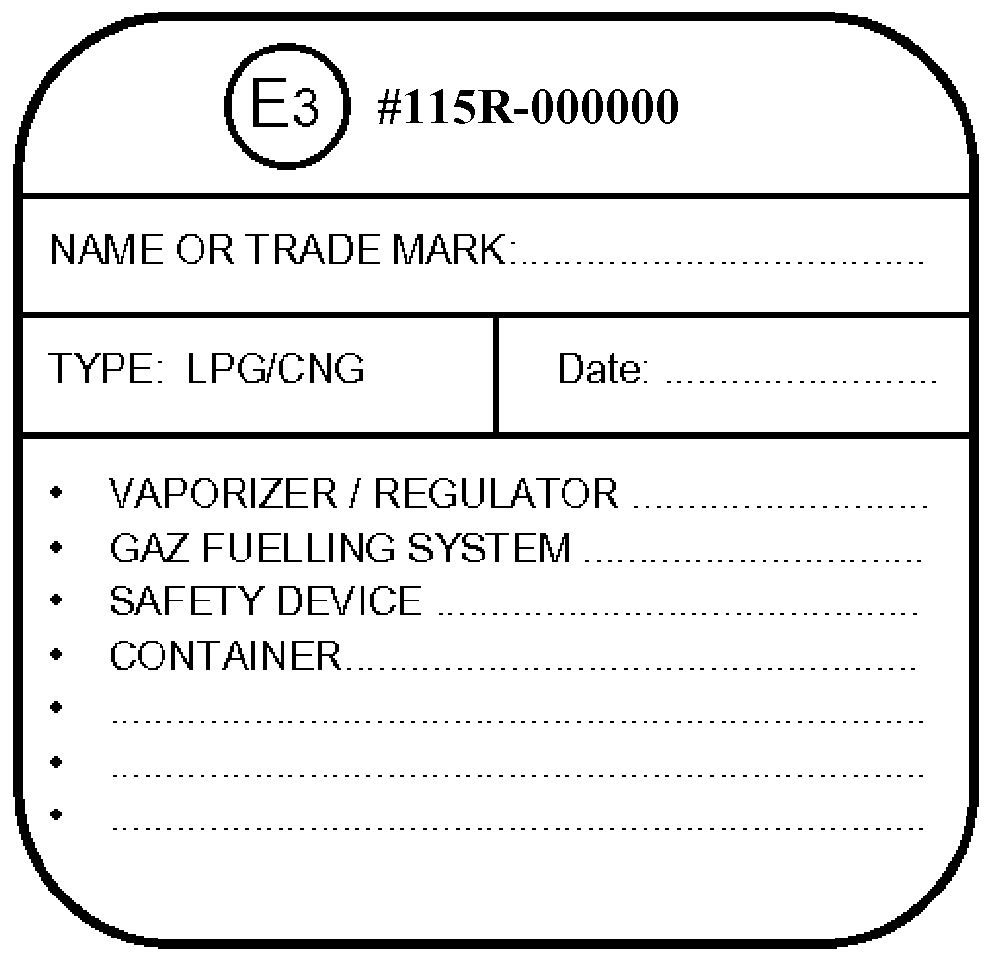 E3 #115R-000000
NAME OR TRADE MARK:....................................
TYPE: LPG/CNG Date: .........................
• VAPORIZER / REGULATOR ...........................
• GAZ FUELLING SYSTEM ...............................
• SAFETY DEVICE ............................................
• CONTAINER....................................................
• ..........................................................................
• ..........................................................................
• ..........................................................................